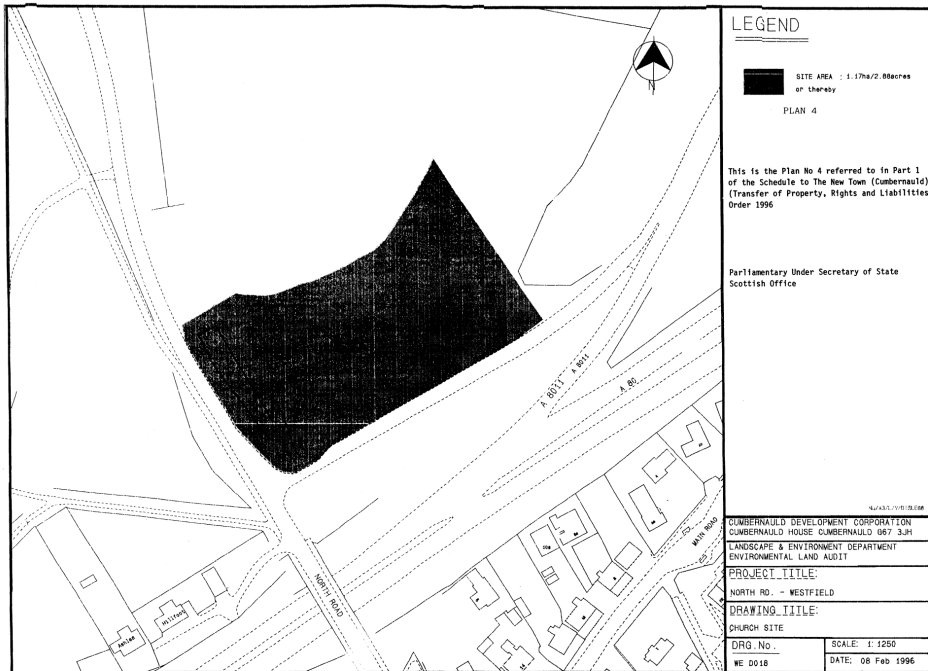 LEGEND
SITE AREA : 1.17ha/2.88acres
or thereby
PLAN 4
This is the Plan No 4 referred to in Part 1
of the Schedule to The New Town (Cumbernauld)
(Transfer of Property, Rights and Liabilities
Order 1996
Parliamentary Under Secretary of State
Scottish Office
CUMBERNAULD DEVELOPMENT CORPORATION
CUMBERNAULD HOUSE CUMBERNAULD G67 3JH
LANDSCAPE & ENVIRONMENT DEPARTMENT
ENVIRONMENTAL LAND AUDIT
PROJECT TITLE:
NORTH RD. - WESTFIELD
DRAWING TITLE:
CHURCH SITE
DRG.No.
WE D018
SCALE: 1:1250
DATE: 08 Feb 1996
N
A 8011
A 8011
A 80
MAIN ROAD
NORTH ROAD
Hillfoot
Ashlea